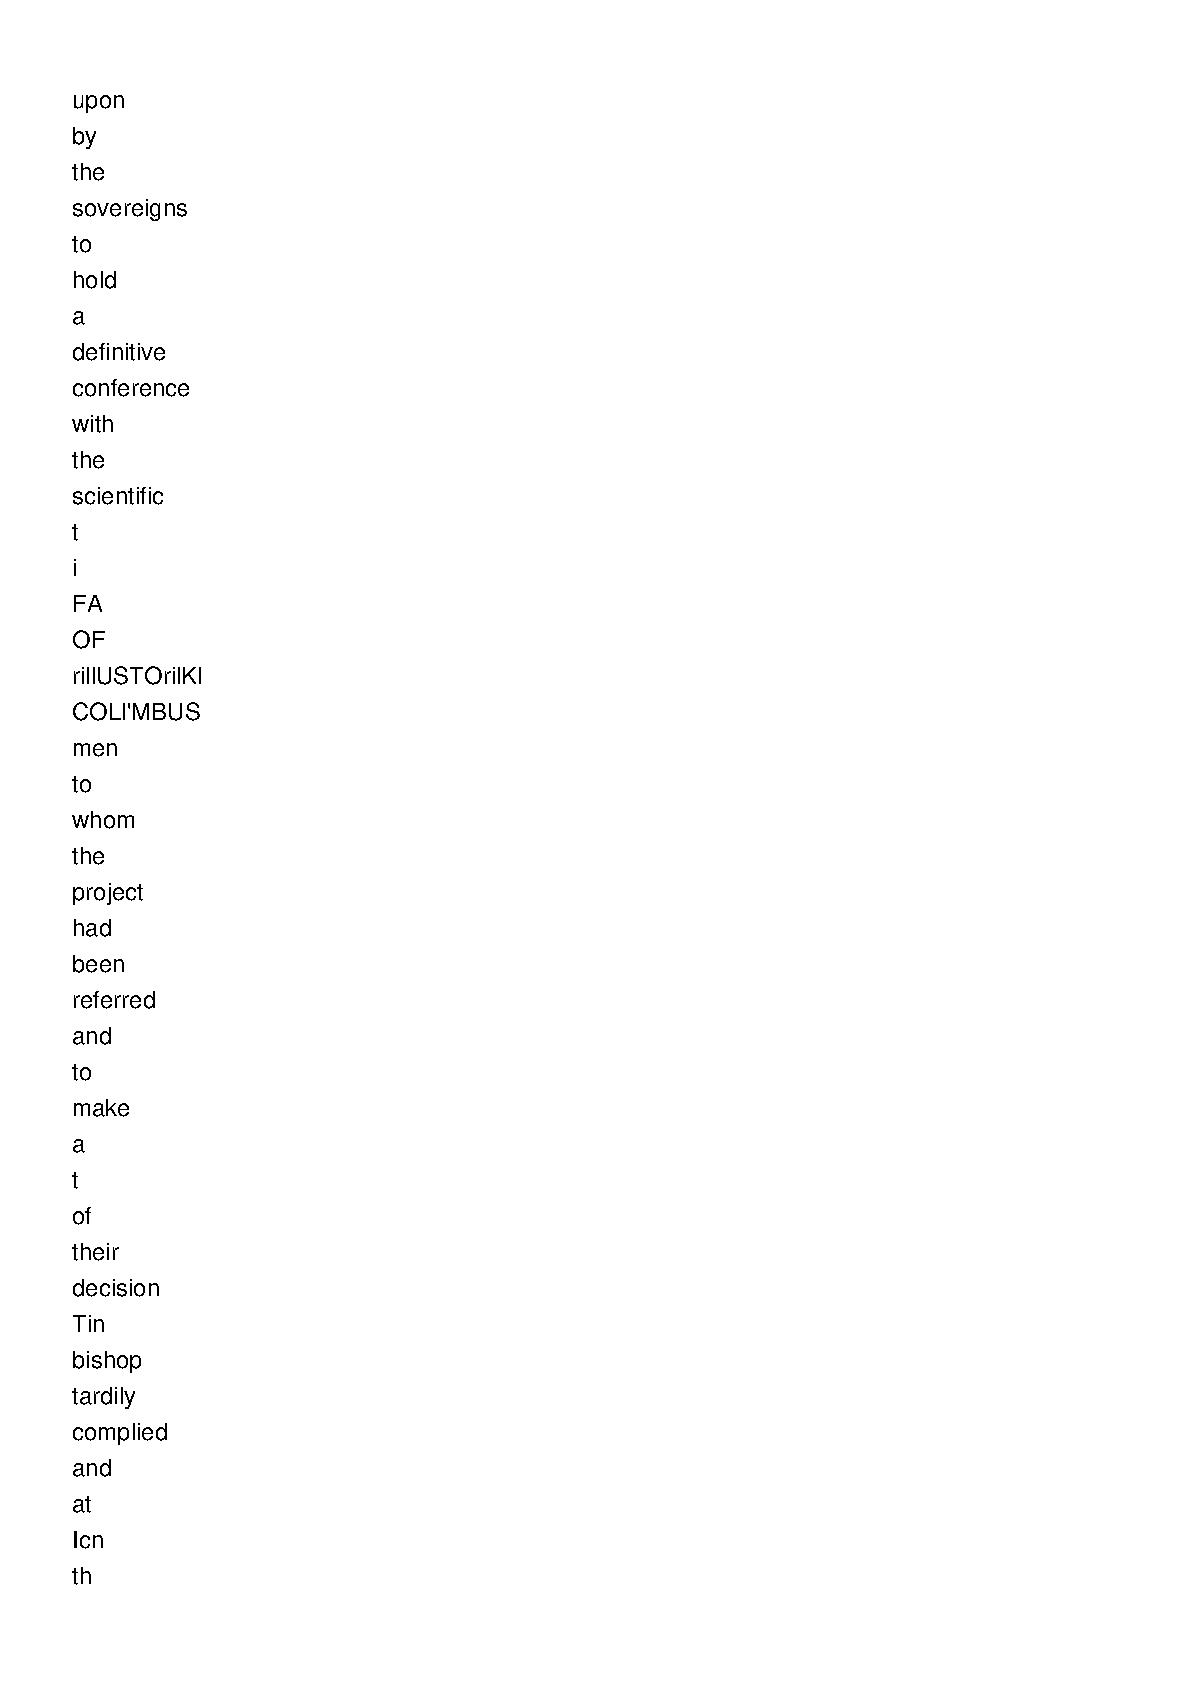 upon
by
the
sovereigns
to
hold
a
definitive
conference
with
the
scientific
t
i
FA
OF
rillUSTOrilKI
COLI'MBUS
men
to
whom
the
project
had
been
referred
and
to
make
a
t
of
their
decision
Tin
bishop
tardily
complied
and
at
Icn
th